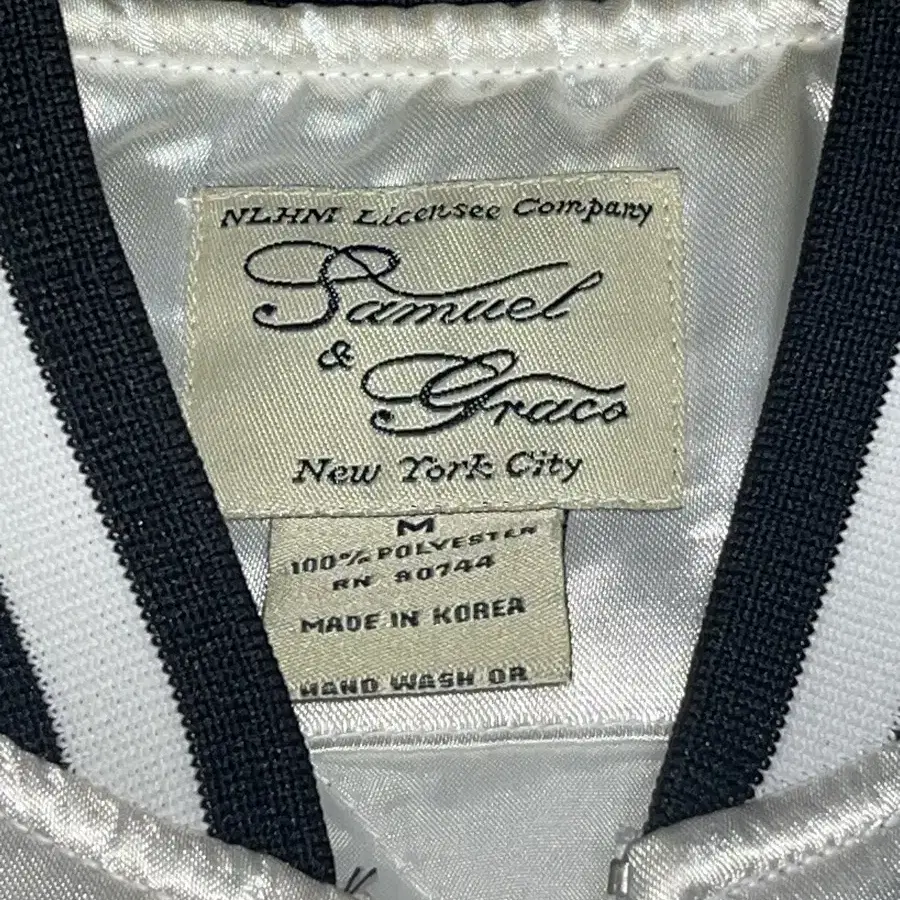 NLHM Licensee Company
Samuel
&
Graco
New York City
M
100% POLYESTER
RN 80744
MADE IN KOREA
HAND WASH OR